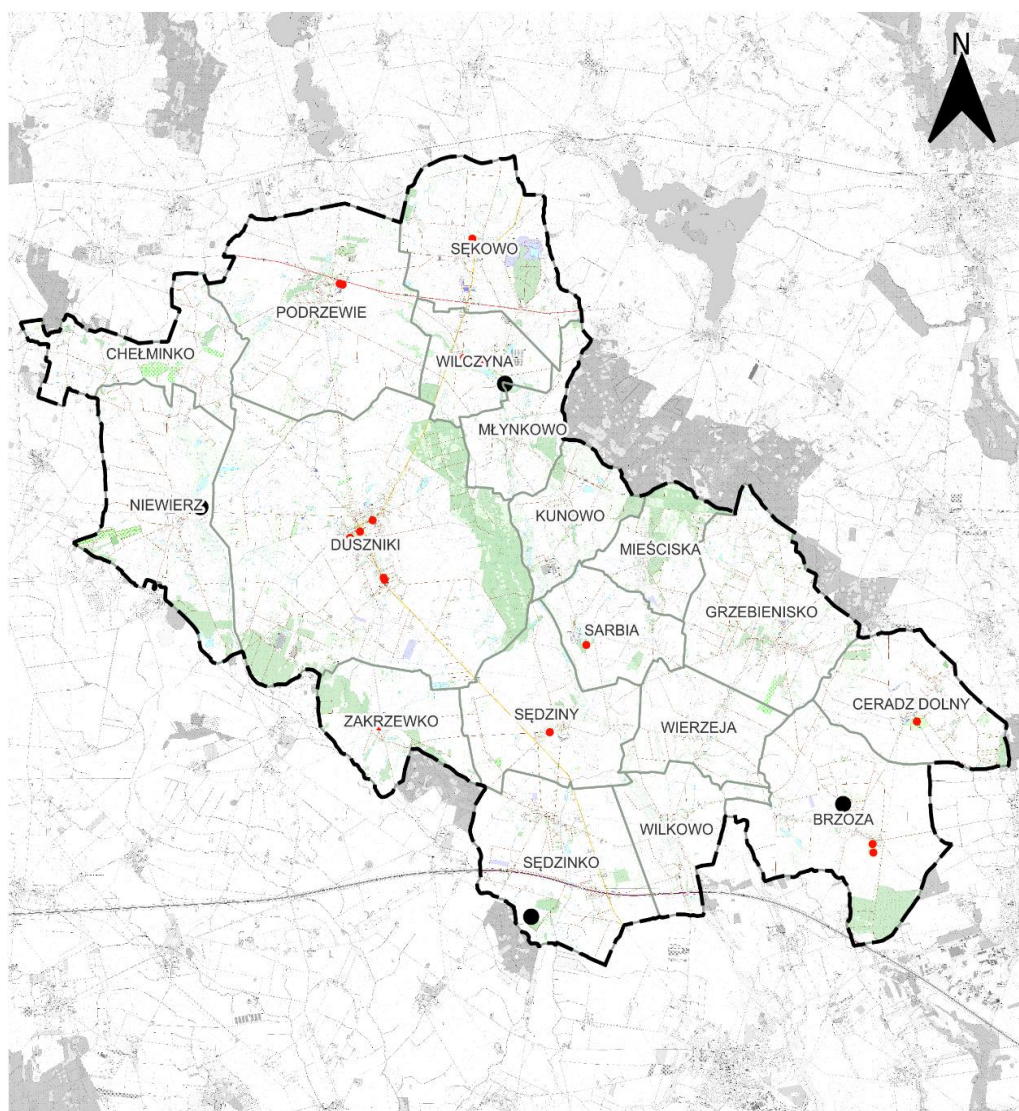 N
SĘKOWO
PODRZEWIE
CHEŁMINKO
WILCZYNA
MŁYNKOWO
NIEWIERZ
KUNOWO
DUSZNIKI
MIEŚCISKA
GRZEBIENISKO
SARBIA
CERADZ DOLNY
SĘDZINY
ZAKRZEWKO
WIERZEJA
BRZOZA
WILKOWO
SĘDZINKO